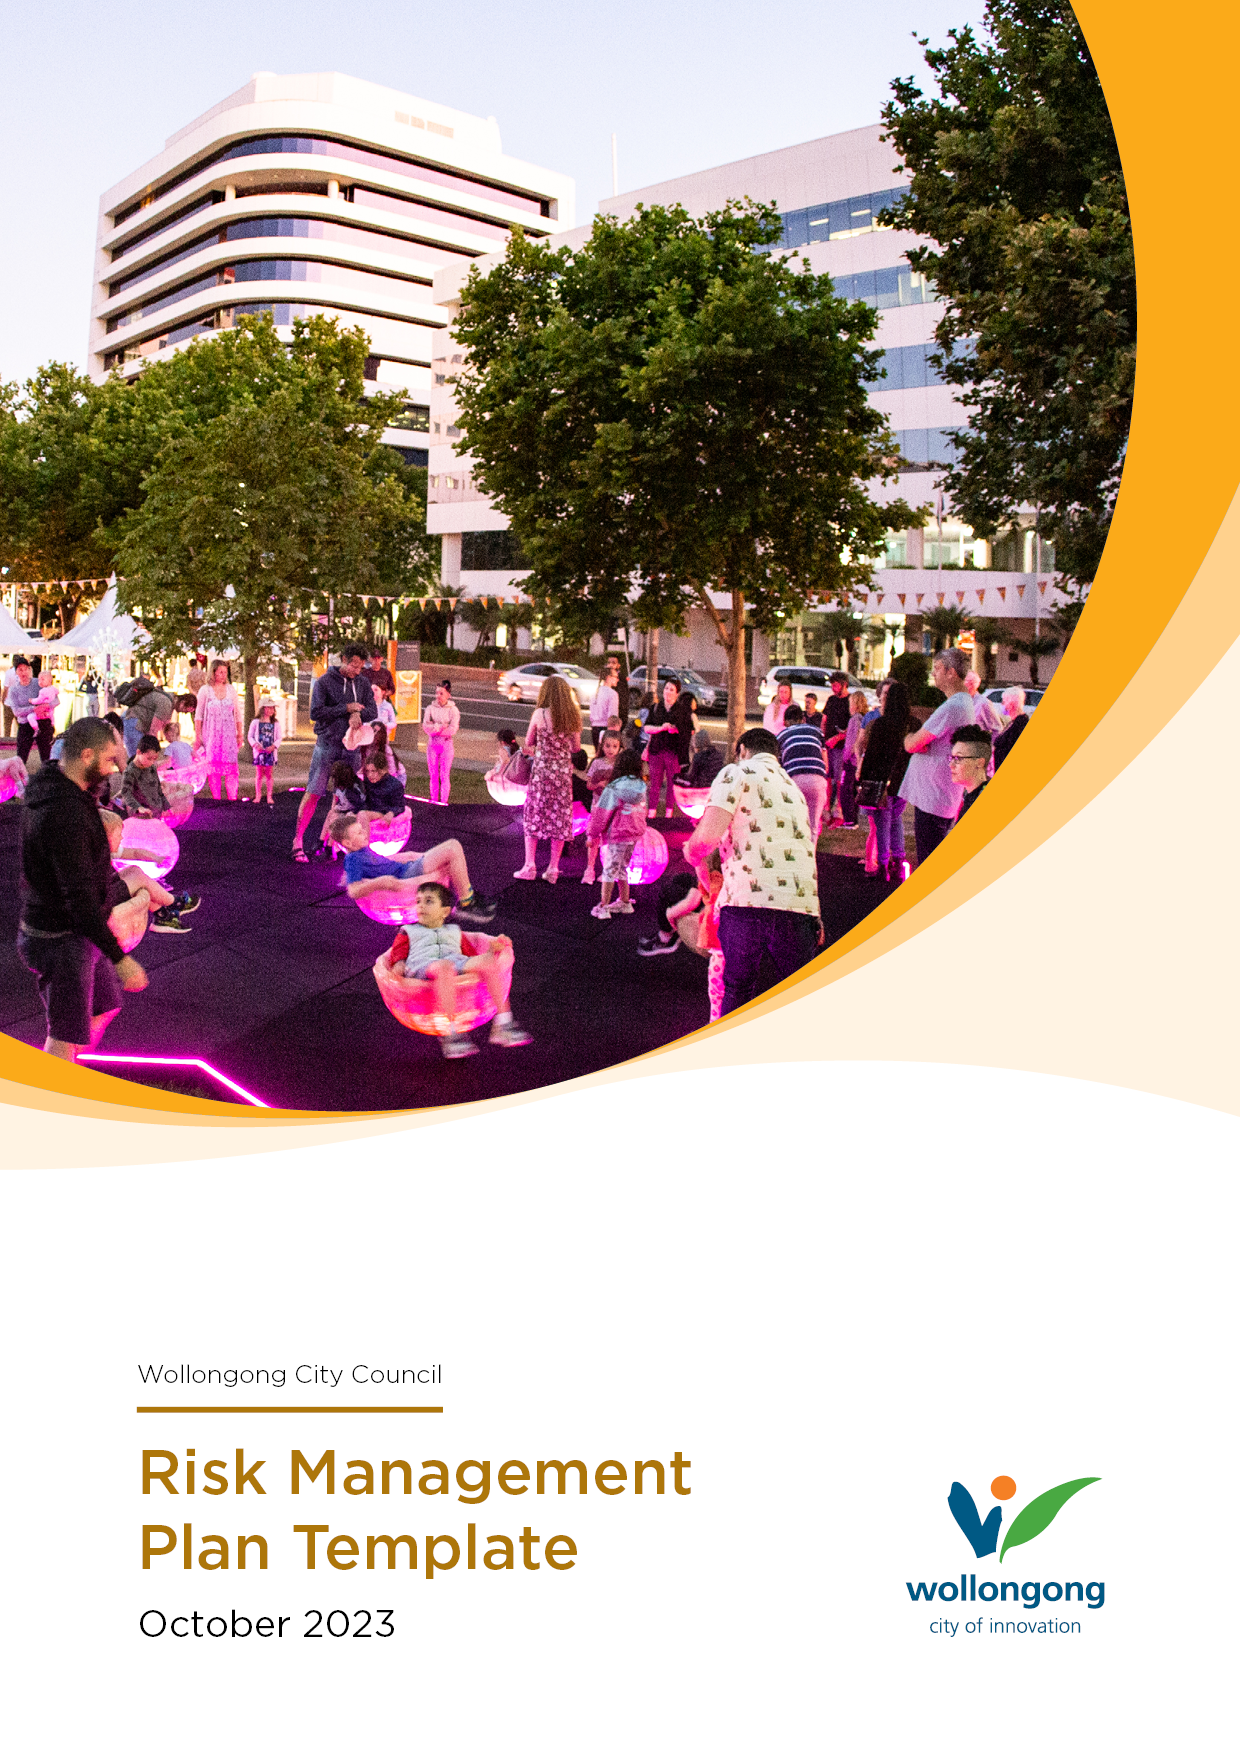 Wollongong City Council
Risk Management
Plan Template
October 2023
wollongong
city of innovation